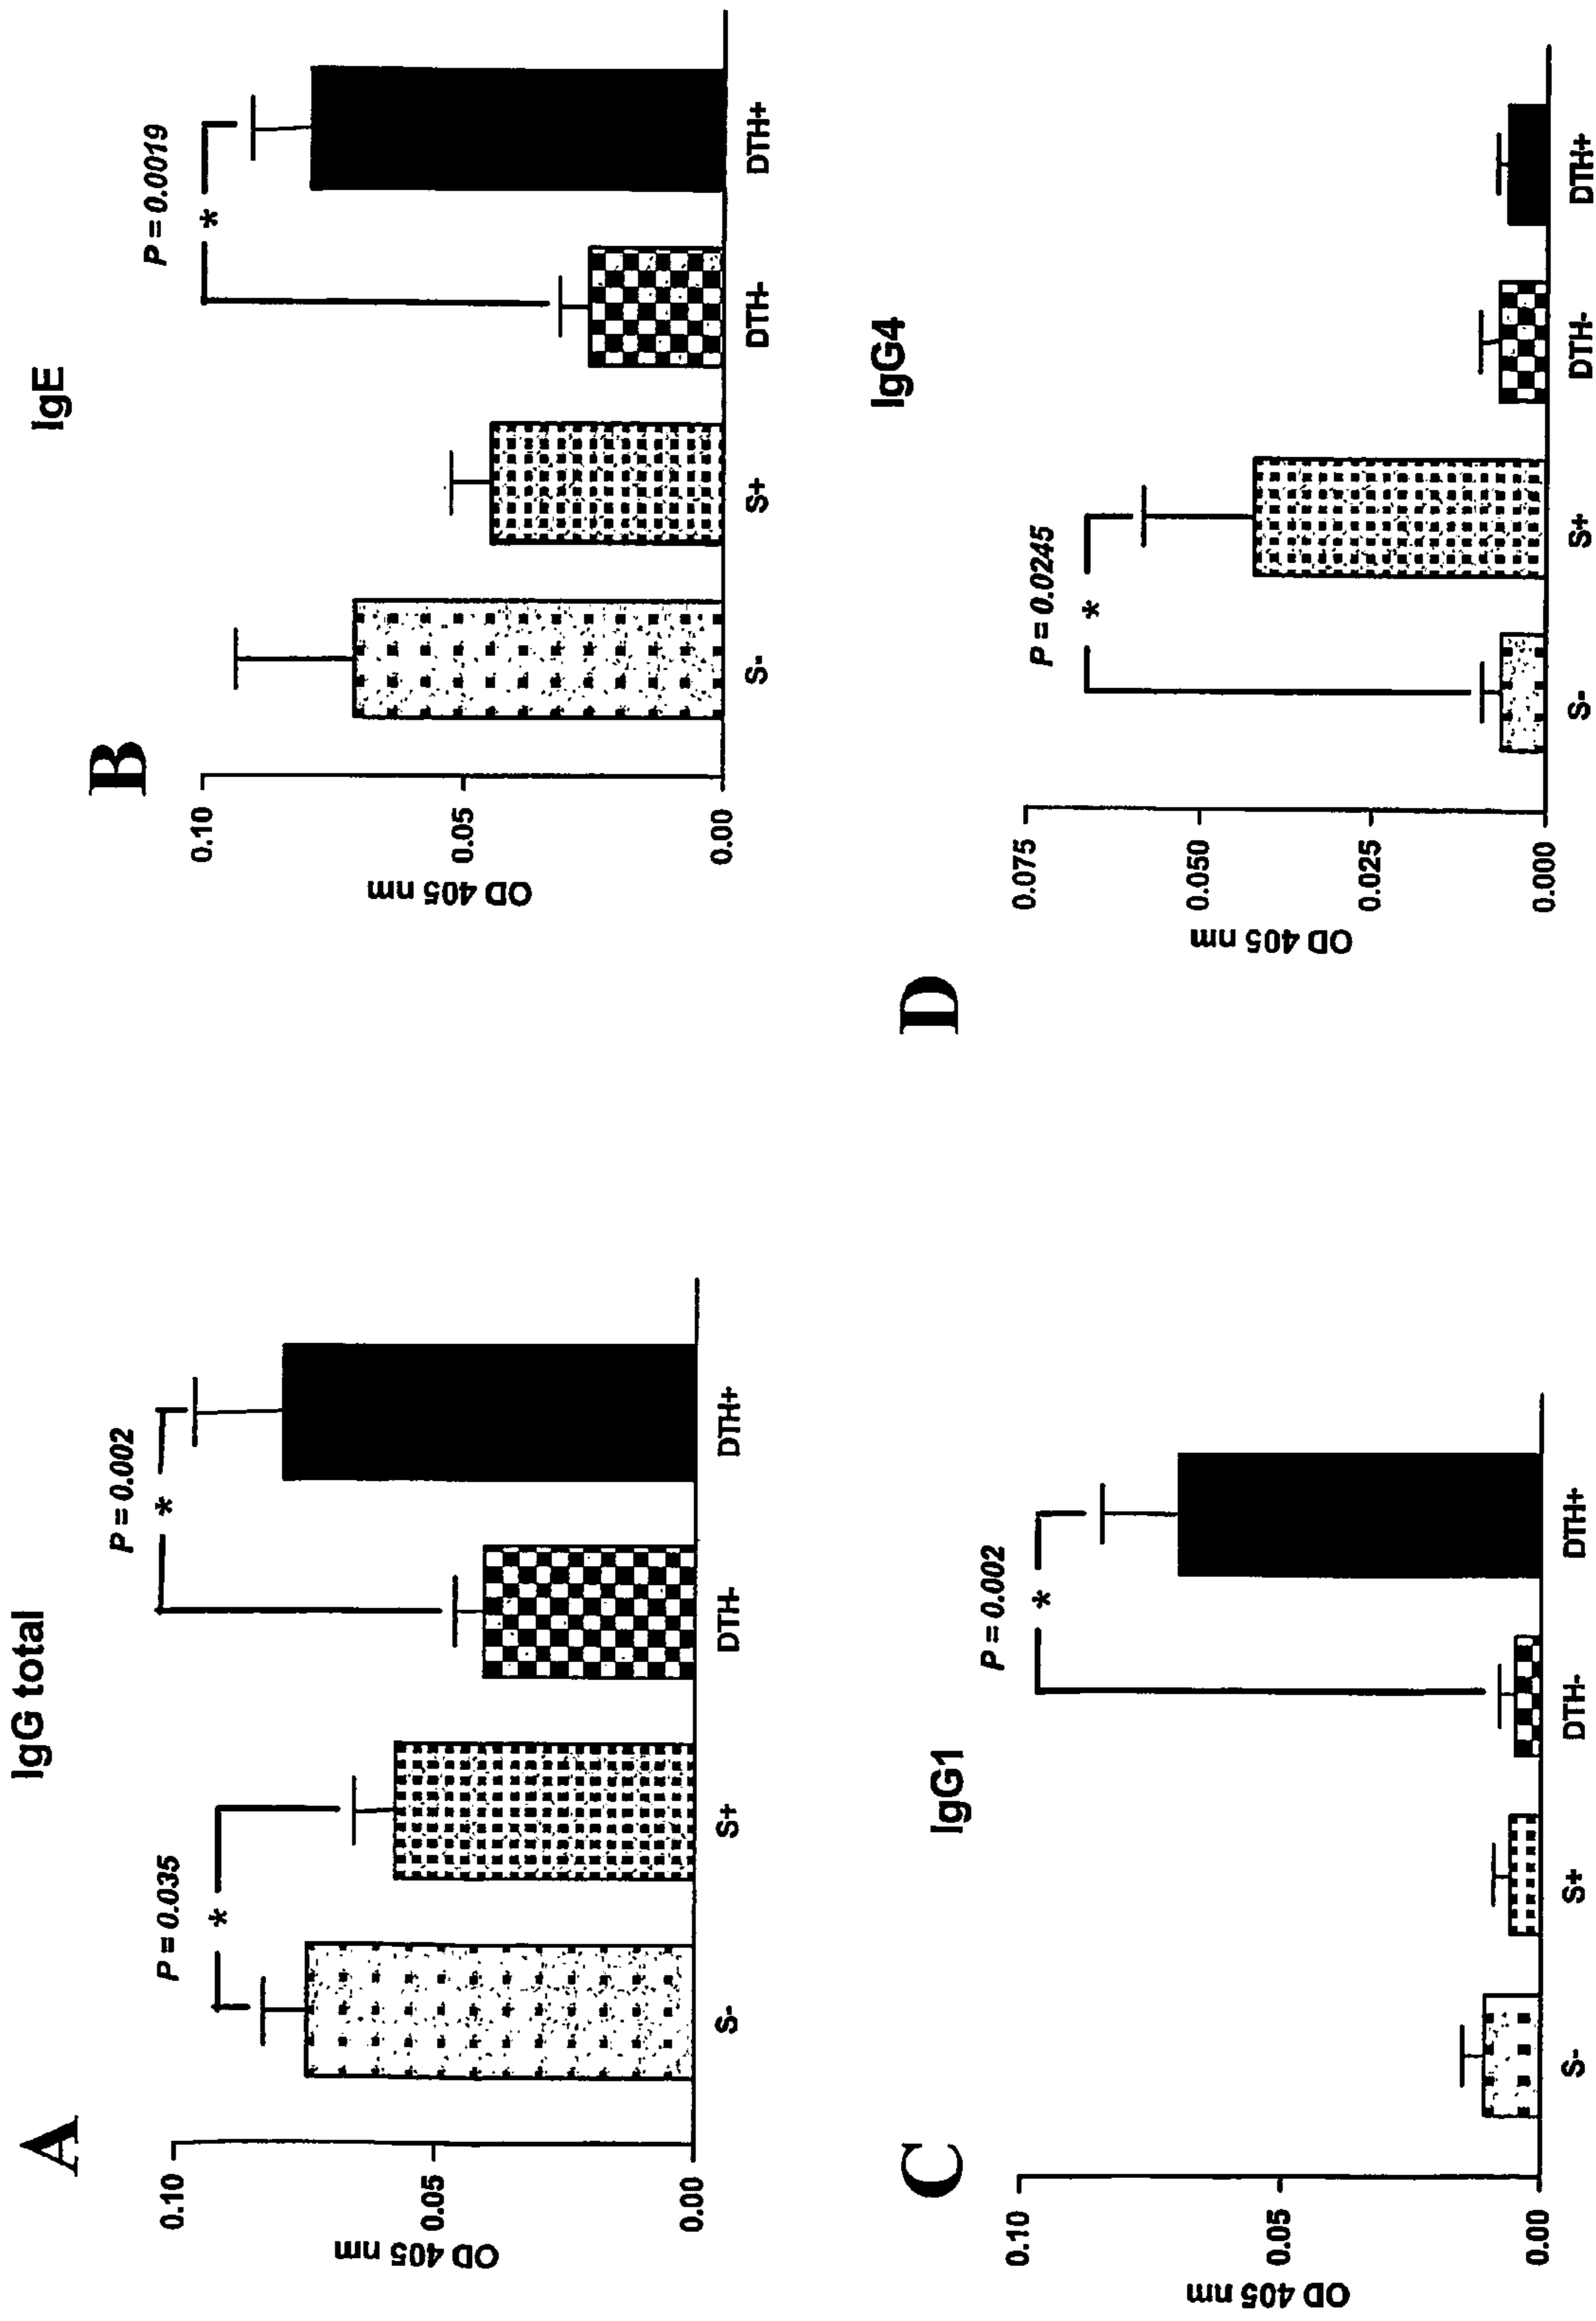 A
IgG total
P = 0.035
*
P = 0.002
*
OD 405 nm
0.10
0.05
0.00
S-
S+
DTH-
DTH+
B
IgE
P = 0.0019
*
OD 405 nm
0.10
0.05
0.00
S-
S+
DTH-
DTH+
C
IgG1
P = 0.002
*
OD 405 nm
0.10
0.05
0.00
S-
S+
DTH-
DTH+
D
IgG4
P = 0.0245
*
OD 405 nm
0.075
0.050
0.025
0.000
S-
S+
DTH-
DTH+